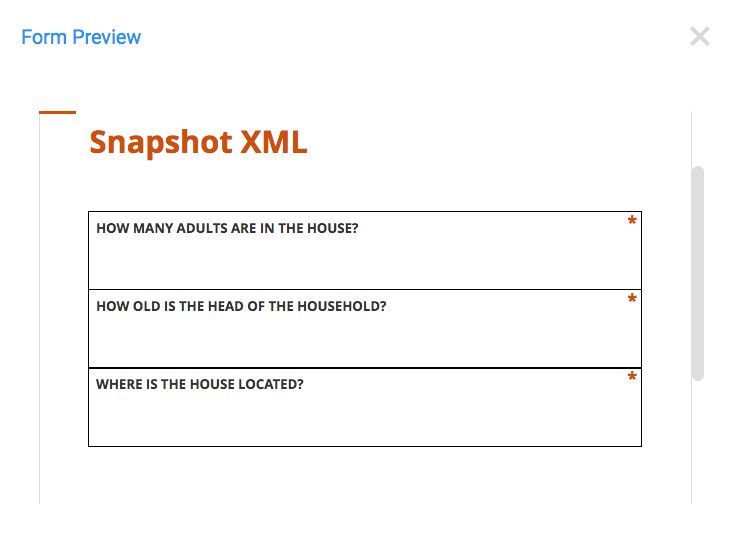 Form Preview
Snapshot XML
HOW MANY ADULTS ARE IN THE HOUSE? *
HOW OLD IS THE HEAD OF THE HOUSEHOLD? *
WHERE IS THE HOUSE LOCATED? *